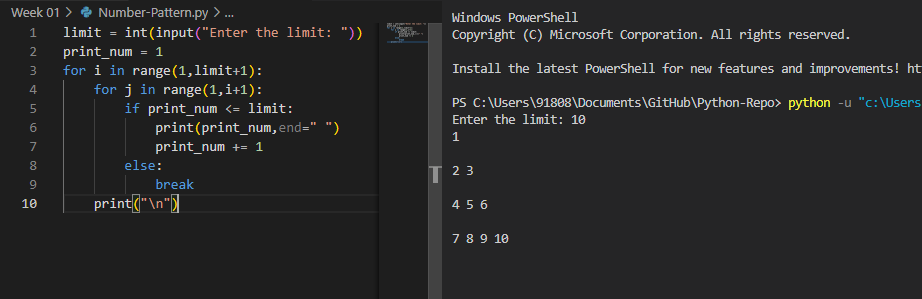 Week 01 > Number-Pattern.py > ...
1 limit = int(input("Enter the limit: "))
2 print_num = 1
3 for i in range(1,limit+1):
4     for j in range(1,i+1):
5         if print_num <= limit:
6             print(print_num,end=" ")
7             print_num += 1
8         else:
9             break
10     print("\n")
Windows PowerShell
Copyright (C) Microsoft Corporation. All rights reserved.
Install the latest PowerShell for new features and improvements! ht
PS C:\Users\91808\Documents\GitHub\Python-Repo> python -u "c:\Users
Enter the limit: 10
1
2 3
4 5 6
7 8 9 10